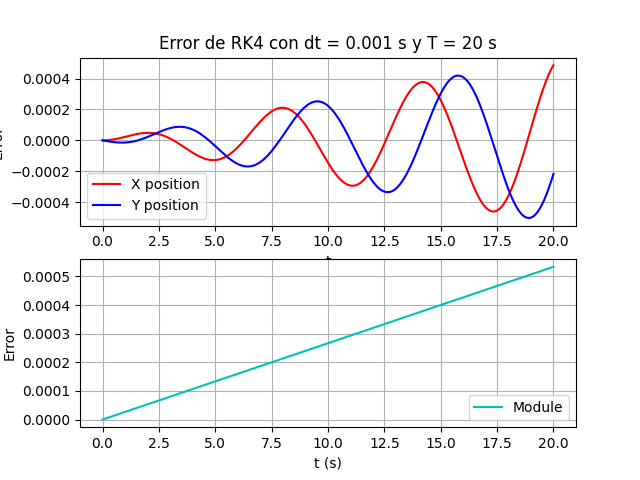 Error de RK4 con dt = 0.001 s y T = 20 s
0.0004
0.0002
0.0000
−0.0002
−0.0004
X position
Y position
0.0 2.5 5.0 7.5 10.0 12.5 15.0 17.5 20.0
0.0005
0.0004
0.0003
0.0002
0.0001
0.0000
Error
Module
0.0 2.5 5.0 7.5 10.0 12.5 15.0 17.5 20.0
t (s)